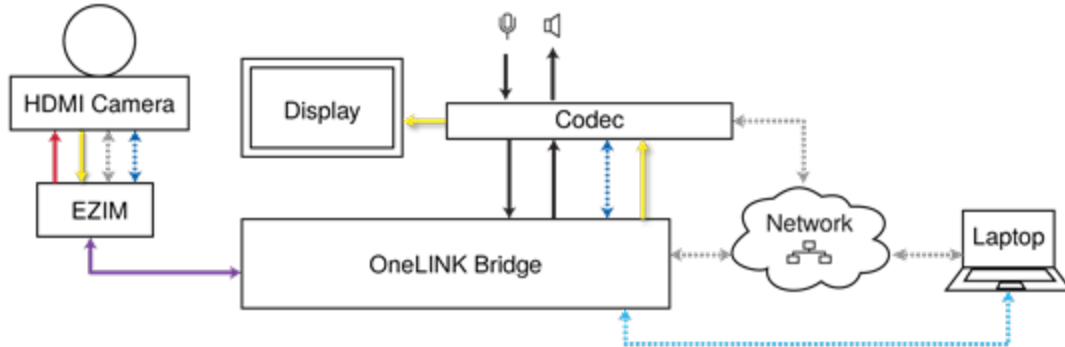 HDMI Camera
Display
Codec
EZIM
OneLINK Bridge
Network
Laptop